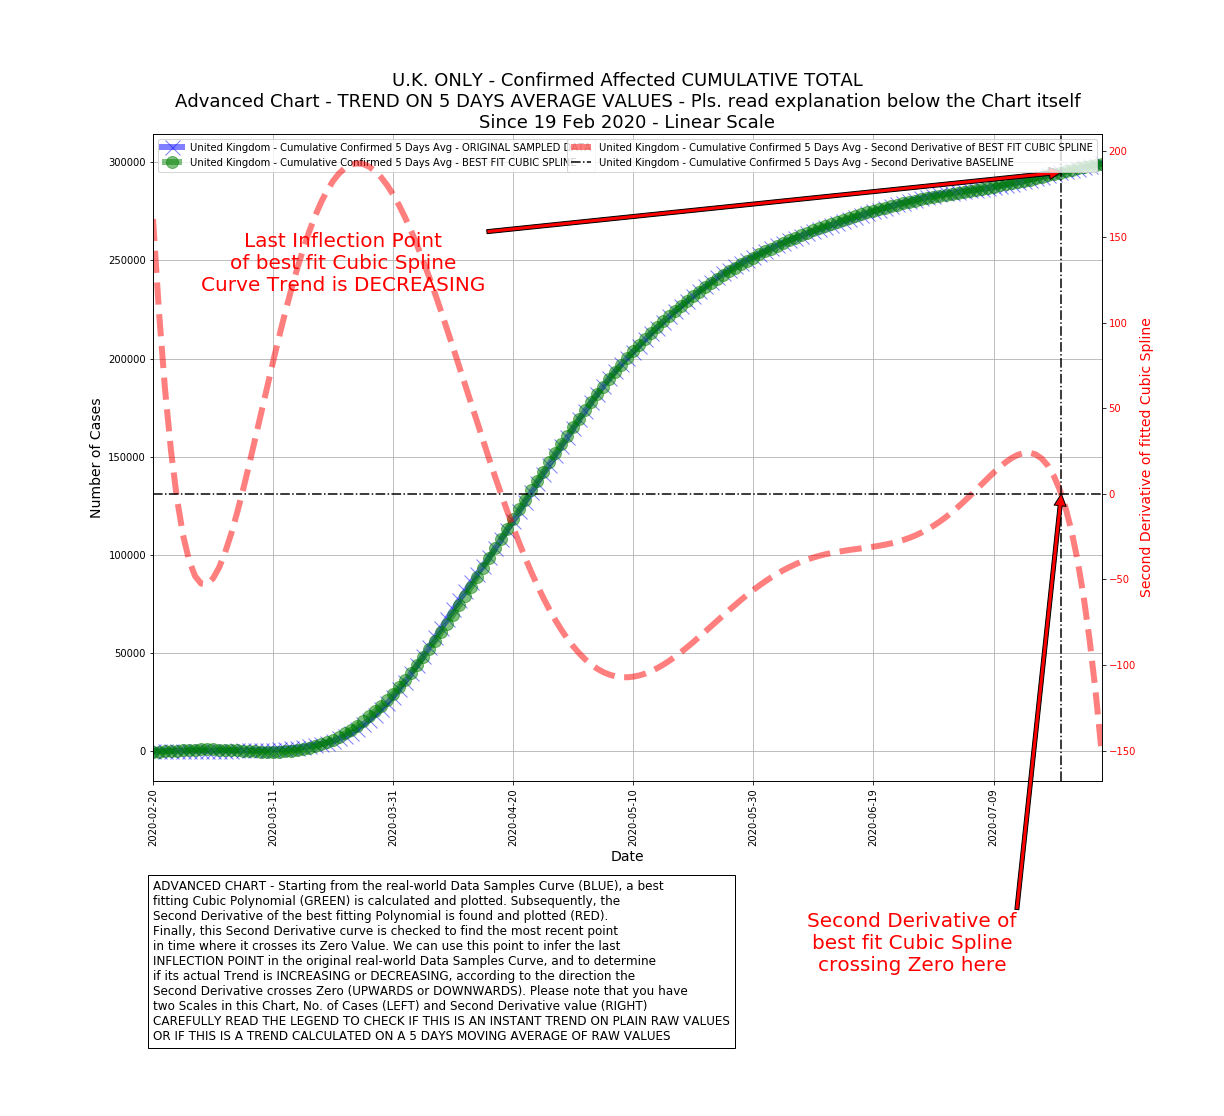 U.K. ONLY - Confirmed Affected CUMULATIVE TOTAL
Advanced Chart - TREND ON 5 DAYS AVERAGE VALUES - Pls. read explanation below the Chart itself
Since 19 Feb 2020 - Linear Scale
United Kingdom - Cumulative Confirmed 5 Days Avg - ORIGINAL SAMPLED DATA
United Kingdom - Cumulative Confirmed 5 Days Avg - BEST FIT CUBIC SPLINE
United Kingdom - Cumulative Confirmed 5 Days Avg - Second Derivative of BEST FIT CUBIC SPLINE
United Kingdom - Cumulative Confirmed 5 Days Avg - Second Derivative BASELINE
Last Inflection Point
of best fit Cubic Spline
Curve Trend is DECREASING
Number of Cases
300000
250000
200000
150000
100000
50000
0
200
150
100
50
0
−50
−100
−150
Second Derivative of fitted Cubic Spline
2020-02-20
2020-03-11
2020-03-31
2020-04-20
2020-05-10
2020-05-30
2020-06-19
2020-07-09
Date
ADVANCED CHART - Starting from the real-world Data Samples Curve (BLUE), a best
fitting Cubic Polynomial (GREEN) is calculated and plotted. Subsequently, the
Second Derivative of the best fitting Polynomial is found and plotted (RED).
Finally, this Second Derivative curve is checked to find the most recent point
in time where it crosses its Zero Value. We can use this point to infer the last
INFLECTION POINT in the original real-world Data Samples Curve, and to determine
if its actual Trend is INCREASING or DECREASING, according to the direction the
Second Derivative crosses Zero (UPWARDS or DOWNWARDS). Please note that you have
two Scales in this Chart, No. of Cases (LEFT) and Second Derivative value (RIGHT)
CAREFULLY READ THE LEGEND TO CHECK IF THIS IS AN INSTANT TREND ON PLAIN RAW VALUES
OR IF THIS IS A TREND CALCULATED ON A 5 DAYS MOVING AVERAGE OF RAW VALUES
Second Derivative of
best fit Cubic Spline
crossing Zero here